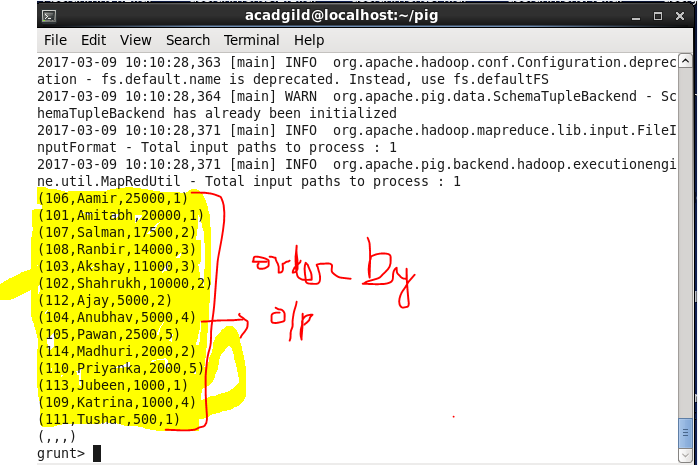 acadgild@localhost:~/pig
File Edit View Search Terminal Help
2017-03-09 10:10:28,363 [main] INFO  org.apache.hadoop.conf.Configuration.deprec
ation - fs.default.name is deprecated. Instead, use fs.defaultFS
2017-03-09 10:10:28,364 [main] WARN  org.apache.pig.data.SchemaTupleBackend - Sc
hemaTupleBackend has already been initialized
2017-03-09 10:10:28,371 [main] INFO  org.apache.hadoop.mapreduce.lib.input.FileI
nputFormat - Total input paths to process : 1
2017-03-09 10:10:28,371 [main] INFO  org.apache.pig.backend.hadoop.executionengi
ne.util.MapRedUtil - Total input paths to process : 1
(106,Aamir,25000,1)
(101,Amitabh,20000,1)
(107,Salman,17500,2)
(108,Ranbir,14000,3)
(103,Akshay,11000,3)
(102,Shahrukh,10000,2)
(112,Ajay,5000,2)
(104,Anubhav,5000,4)
(105,Pawan,2500,5)
(114,Madhuri,2000,2)
(110,Priyanka,2000,5)
(113,Jubeen,1000,1)
(109,Katrina,1000,4)
(111,Tushar,500,1)
(,,,)
grunt>
order by
o/p